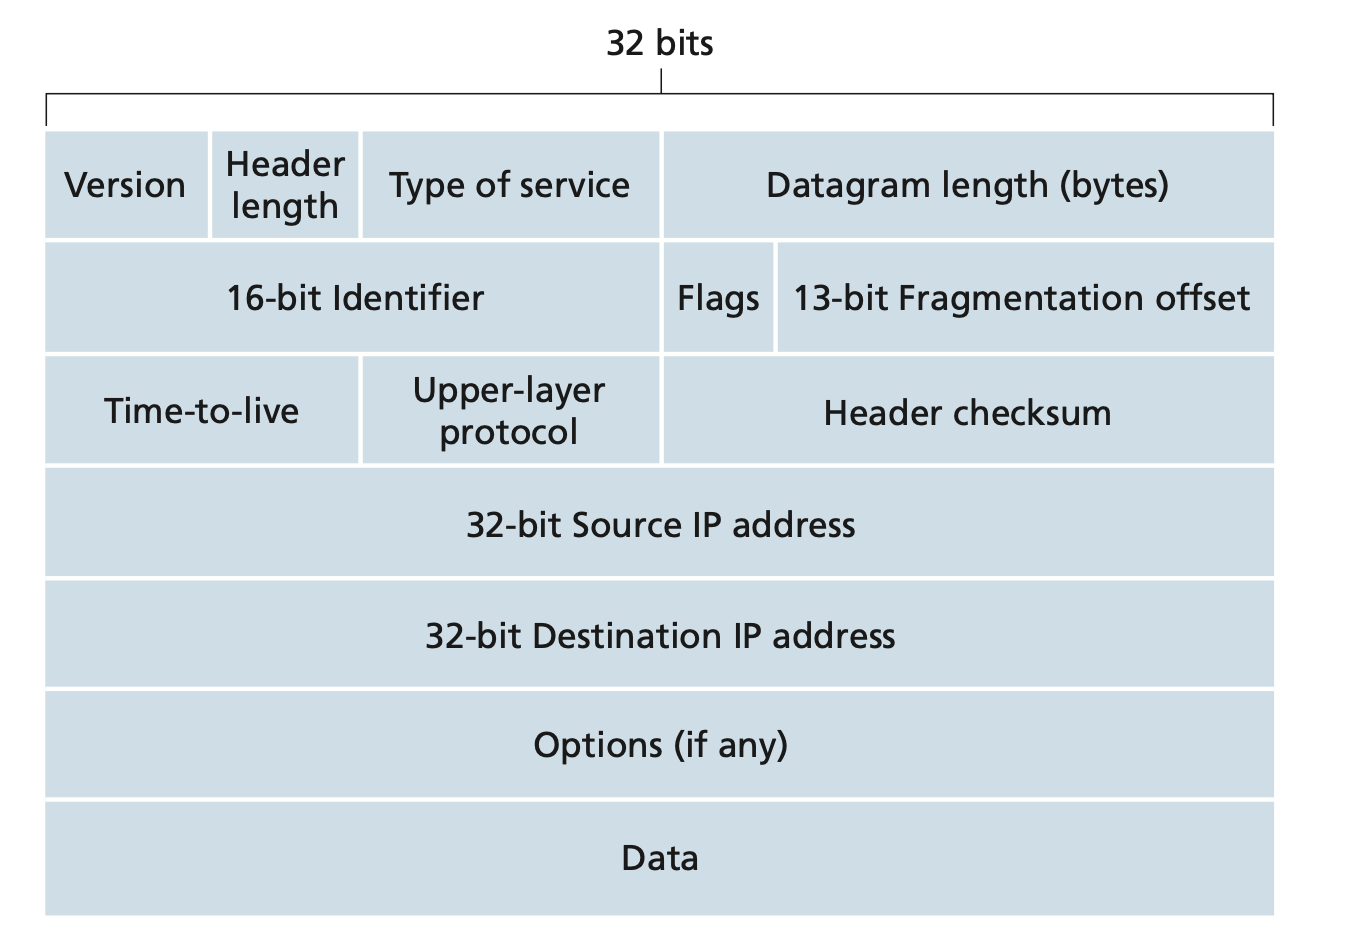 32 bits
Version
Header
length
Type of service
Datagram length (bytes)
16-bit Identifier
Flags
13-bit Fragmentation offset
Time-to-live
Upper-layer
protocol
Header checksum
32-bit Source IP address
32-bit Destination IP address
Options (if any)
Data